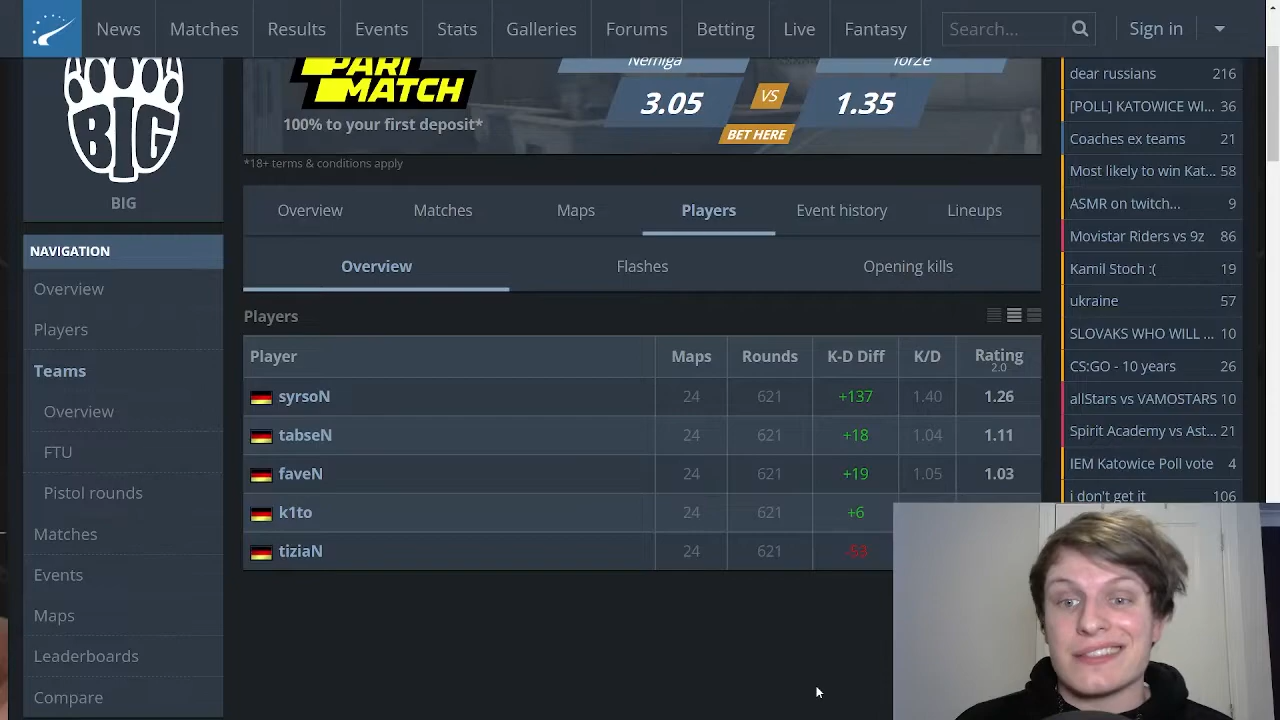 News Matches Results Events Stats Galleries Forums Betting Live Fantasy Search... Sign in
BIG
BIG
NAVIGATION
Overview
Players
Teams
Overview
FTU
Pistol rounds
Matches
Events
Maps
Leaderboards
Compare
PARI
MATCH
100% to your first deposit*
Nemiga
forZe
3.05
VS
1.35
BET HERE
*18+ terms & conditions apply
Overview Matches Maps Players Event history Lineups
Overview Flashes Opening kills
Players
Player Maps Rounds K-D Diff K/D Rating 2.0
syrsoN 24 621 +137 1.40 1.26
tabseN 24 621 +18 1.04 1.11
faveN 24 621 +19 1.05 1.03
k1to 24 621 +6
tiziaN 24 621 -53
dear russians 216
[POLL] KATOWICE WI... 36
Coaches ex teams 21
Most likely to win Kat... 58
ASMR on twitch... 9
Movistar Riders vs 9z 86
Kamil Stoch :( 19
ukraine 57
SLOVAKS WHO WILL ... 10
CS:GO - 10 years 26
allStars vs VAMOSTARS 10
Spirit Academy vs Ast... 21
IEM Katowice Poll vote 4
i don't get it 106